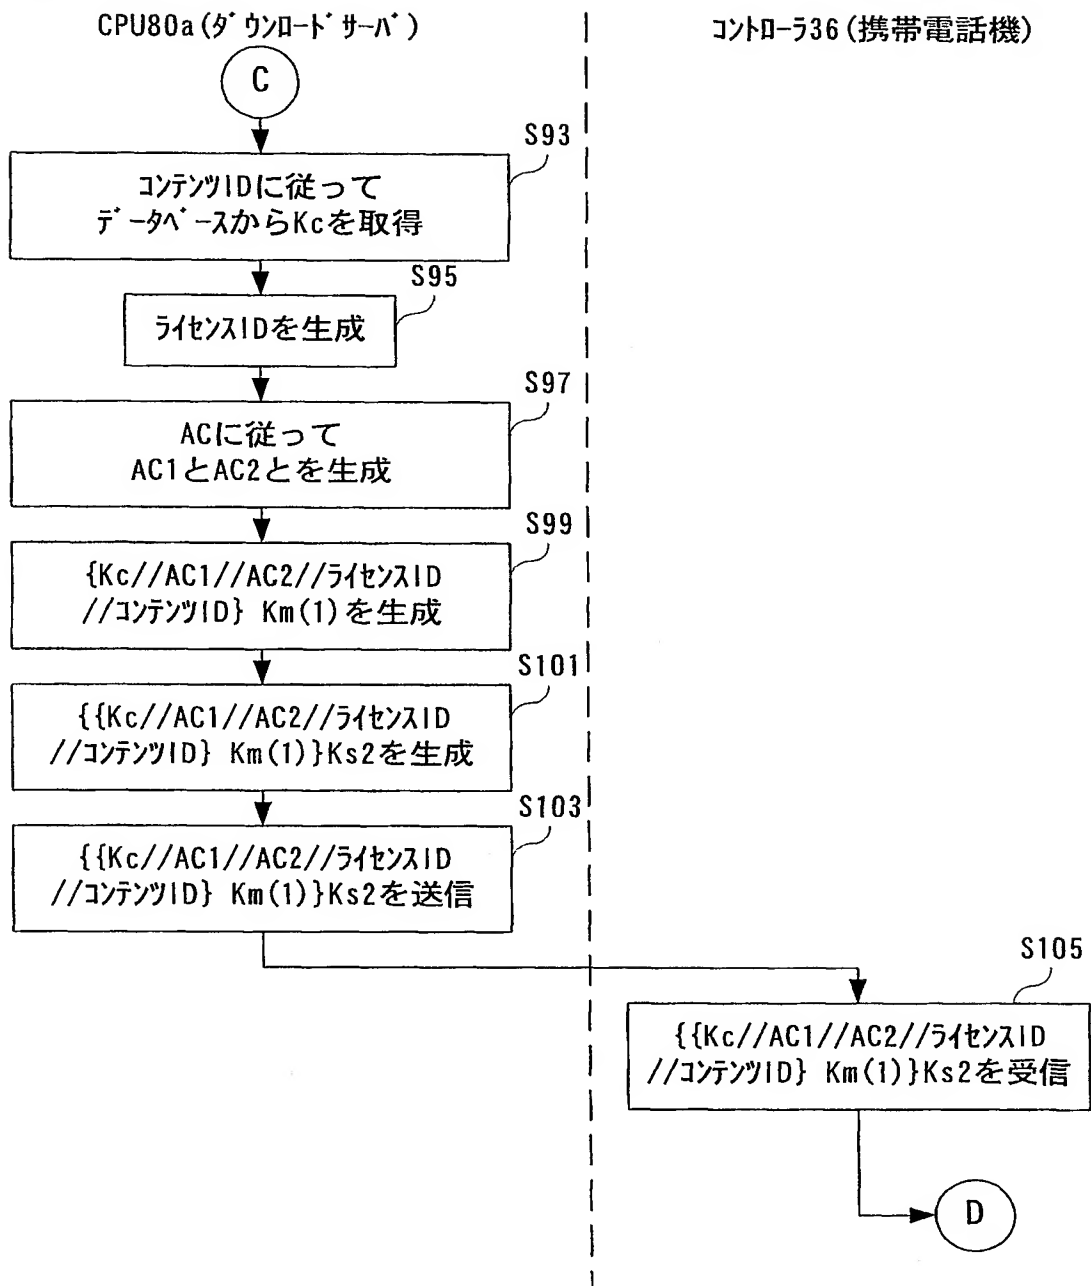 CPU80a(ﾀﾞｳﾝﾛｰﾄﾞｻｰﾊﾞ)
ｺﾝﾄﾛｰﾗ36(携帯電話機)
C
S93
ｺﾝﾃﾝﾂIDに従って
ﾃﾞｰﾀﾍﾞｰｽからKcを取得
S95
ﾗｲｾﾝｽIDを生成
S97
ACに従って
AC1とAC2とを生成
S99
{Kc//AC1//AC2//ﾗｲｾﾝｽID
//ｺﾝﾃﾝﾂID} Km(1)を生成
S101
{{Kc//AC1//AC2//ﾗｲｾﾝｽID
//ｺﾝﾃﾝﾂID} Km(1)}Ks2を生成
S103
{{Kc//AC1//AC2//ﾗｲｾﾝｽID
//ｺﾝﾃﾝﾂID} Km(1)}Ks2を送信
S105
{{Kc//AC1//AC2//ﾗｲｾﾝｽID
//ｺﾝﾃﾝﾂID} Km(1)}Ks2を受信
D